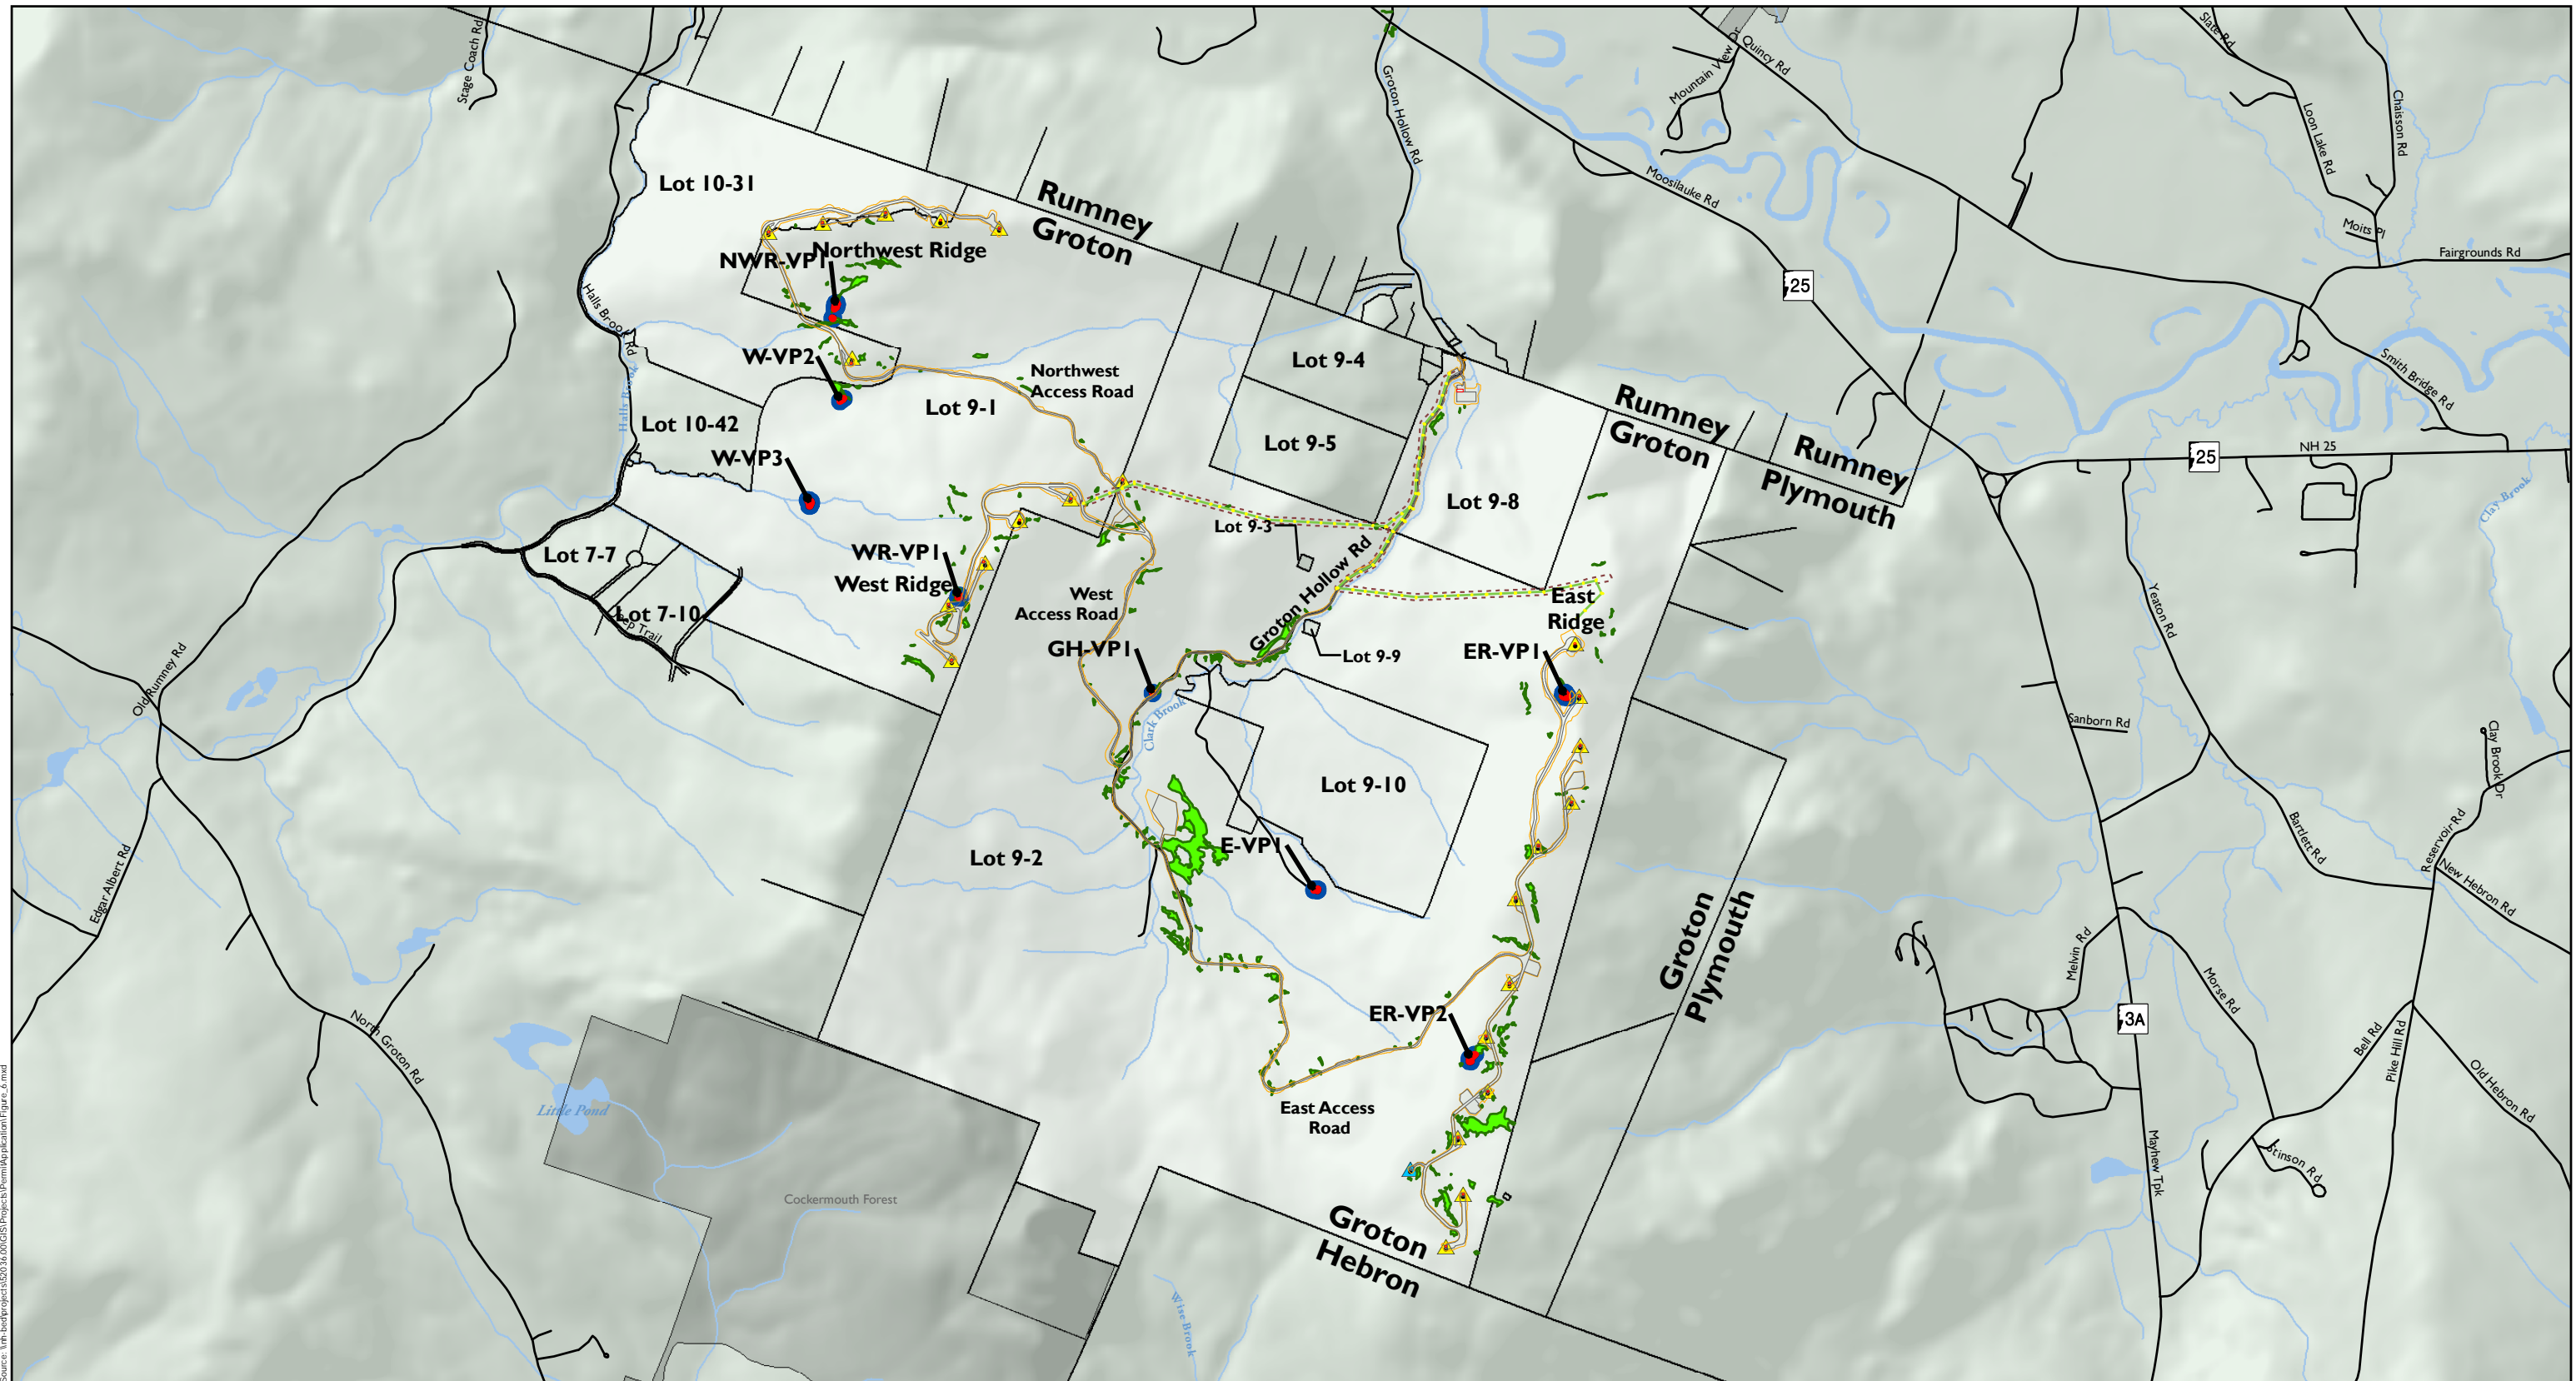 Stage Coach Rd
Groton Hollow Rd
Mountain View Dr
Quincy Rd
Slate Rd
Loon Lake Rd
Chaisson Rd
Moosilauke Rd
Moits Pl
Fairgrounds Rd
Lot 10-31
Rumney
Groton
Northwest Ridge
NWR-VP1
25
Halls Brook Rd
Halls Brook
W-VP2
Northwest
Access Road
Lot 9-1
Lot 9-4
Lot 9-5
Lot 10-42
W-VP3
Rumney
Groton
Rumney
Plymouth
Smith Bridge Rd
25
NH 25
Clay Brook
Lot 9-8
Lot 9-3
Lot 7-7
WR-VP1
West Ridge
Lot 7-10
West
Access Road
Groton Hollow Rd
East
Ridge
Yeaton Rd
GH-VP1
Lot 9-9
ER-VP1
Old Rumney Rd
Clark Brook
Sanborn Rd
Clay Brook Dr
Lot 9-10
Edgar Albert Rd
Lot 9-2
E-VP1
Bartlett Rd
Reservoir Rd
New Hebron Rd
Groton
Plymouth
Melvin Rd
Morse Rd
North Groton Rd
ER-VP2
3A
Bell Rd
Pike Hill Rd
Old Hebron Rd
Little Pond
East Access
Road
Cockermouth Forest
Mayhew Tpk
Stinson Rd
Groton
Hebron
Wise Brook